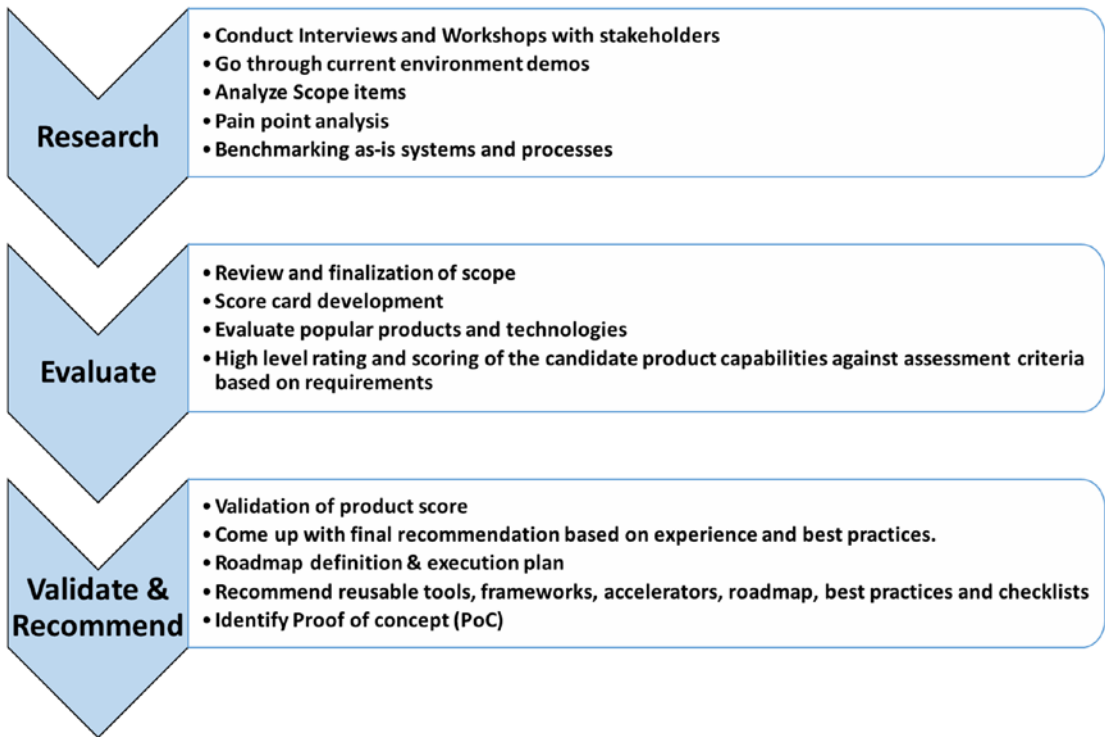 Research
• Conduct Interviews and Workshops with stakeholders
• Go through current environment demos
• Analyze Scope items
• Pain point analysis
• Benchmarking as-is systems and processes
Evaluate
• Review and finalization of scope
• Score card development
• Evaluate popular products and technologies
• High level rating and scoring of the candidate product capabilities against assessment criteria
based on requirements
Validate &
Recommend
• Validation of product score
• Come up with final recommendation based on experience and best practices.
• Roadmap definition & execution plan
• Recommend reusable tools, frameworks, accelerators, roadmap, best practices and checklists
• Identify Proof of concept (PoC)